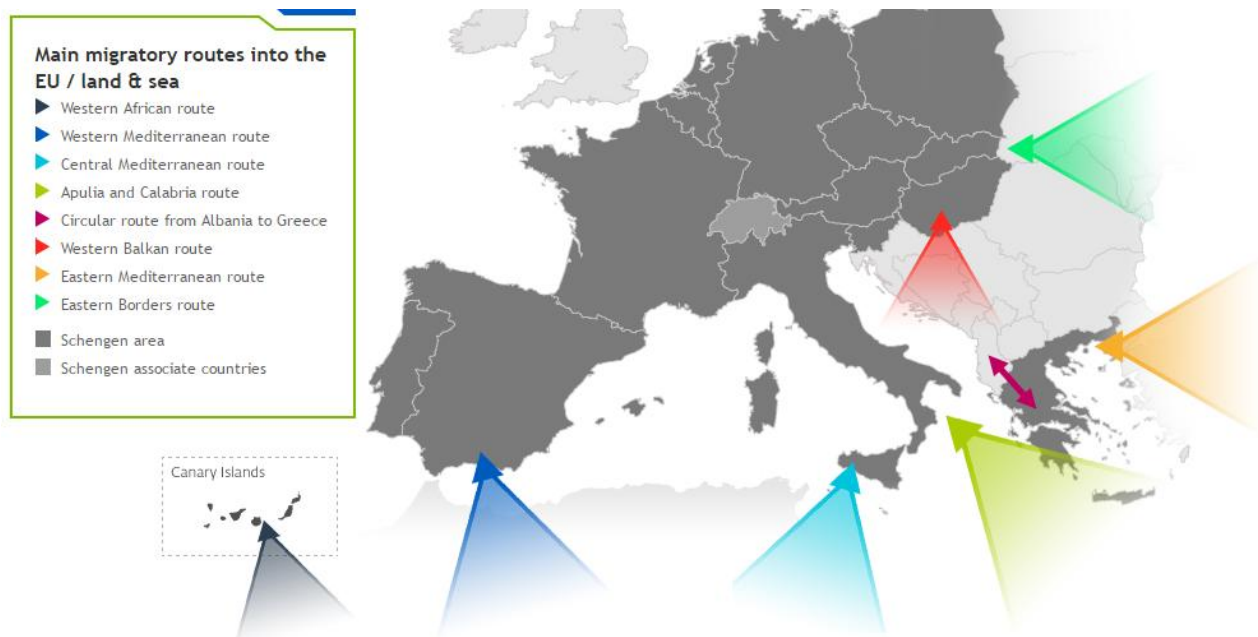 Main migratory routes into the
EU / land & sea
Western African route
Western Mediterranean route
Central Mediterranean route
Apulia and Calabria route
Circular route from Albania to Greece
Western Balkan route
Eastern Mediterranean route
Eastern Borders route
Schengen area
Schengen associate countries
Canary Islands